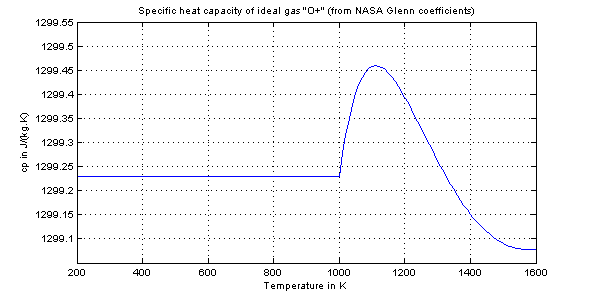 Specific heat capacity of ideal gas "O+" (from NASA Glenn coefficients)
1299.55
1299.5
1299.45
1299.4
1299.35
1299.3
1299.25
1299.2
1299.15
1299.1
cp in J/(kg.K)
200 400 600 800 1000 1200 1400 1600
Temperature in K